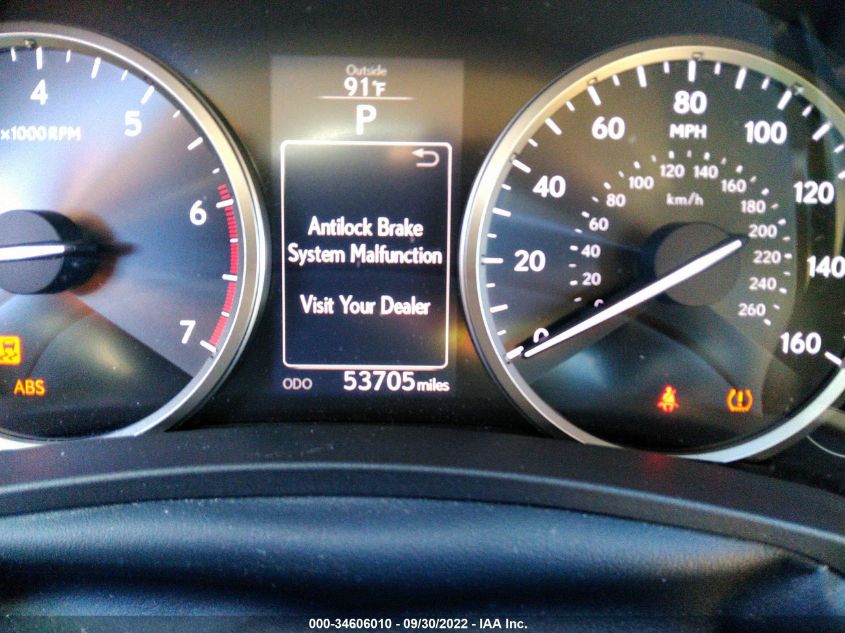 4
5
6
7
x1000RPM
ABS
Outside
91°F
P
Antilock Brake
System Malfunction
Visit Your Dealer
ODO 53705 miles
0
20
40
60
80
100
120
140
160
MPH
0
20
40
60
80
100
120
140
160
180
200
220
240
260
km/h
000-34606010 - 09/30/2022 - IAA Inc.